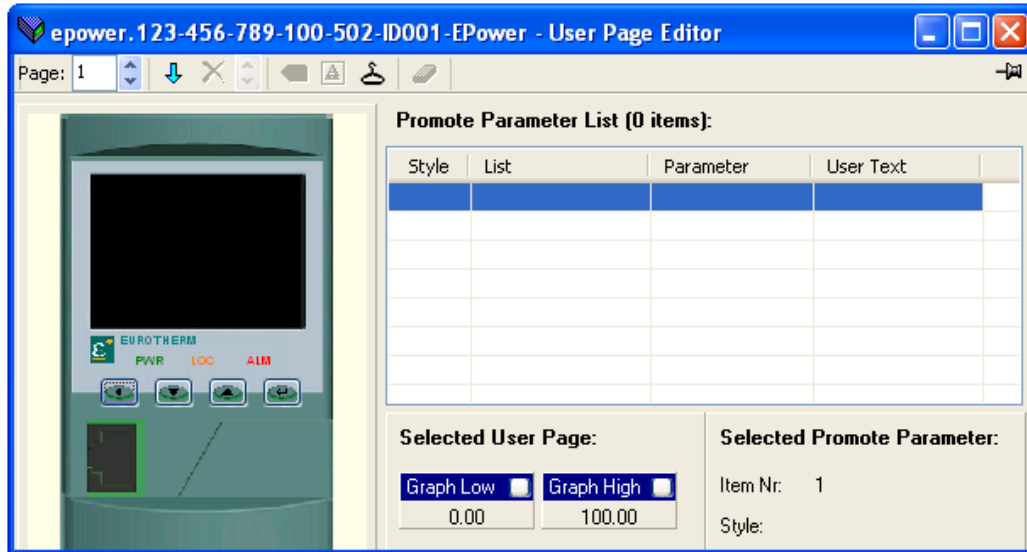 epower.123-456-789-100-502-ID001-EPower - User Page Editor
Page: 1
Promote Parameter List (0 items):
Style List Parameter User Text
EUROTHERM
PWR LOC ALM
Selected User Page:
Graph Low Graph High
0.00 100.00
Selected Promote Parameter:
Item Nr: 1
Style: